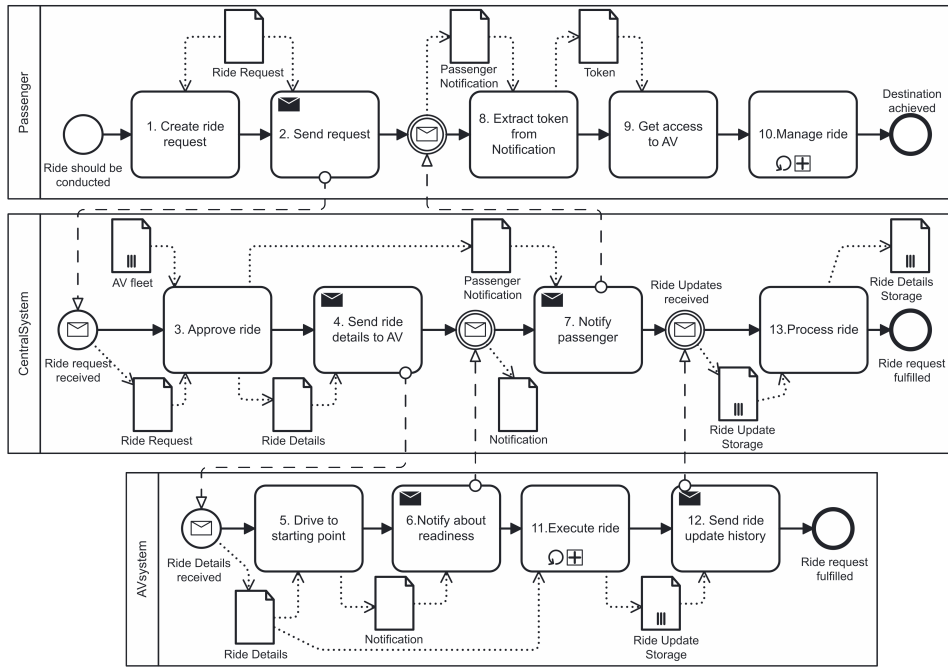 Passenger
Ride Request
Passenger
Notification
Token
Destination
achieved
1. Create ride
request
2. Send request
8. Extract token
from
Notification
9. Get access
to AV
10.Manage ride
Ride should be
conducted
CentralSystem
AV fleet
Passenger
Notification
Ride Updates
received
Ride Details
Storage
3. Approve ride
4. Send ride
details to AV
7. Notify
passenger
13.Process ride
Ride request
received
Ride request
fulfilled
Ride Request
Ride Details
Notification
Ride Update
Storage
AVsystem
5. Drive to
starting point
6.Notify about
readiness
11.Execute ride
12. Send ride
update history
Ride Details
received
Ride request
fulfilled
Ride Details
Notification
Ride Update
Storage